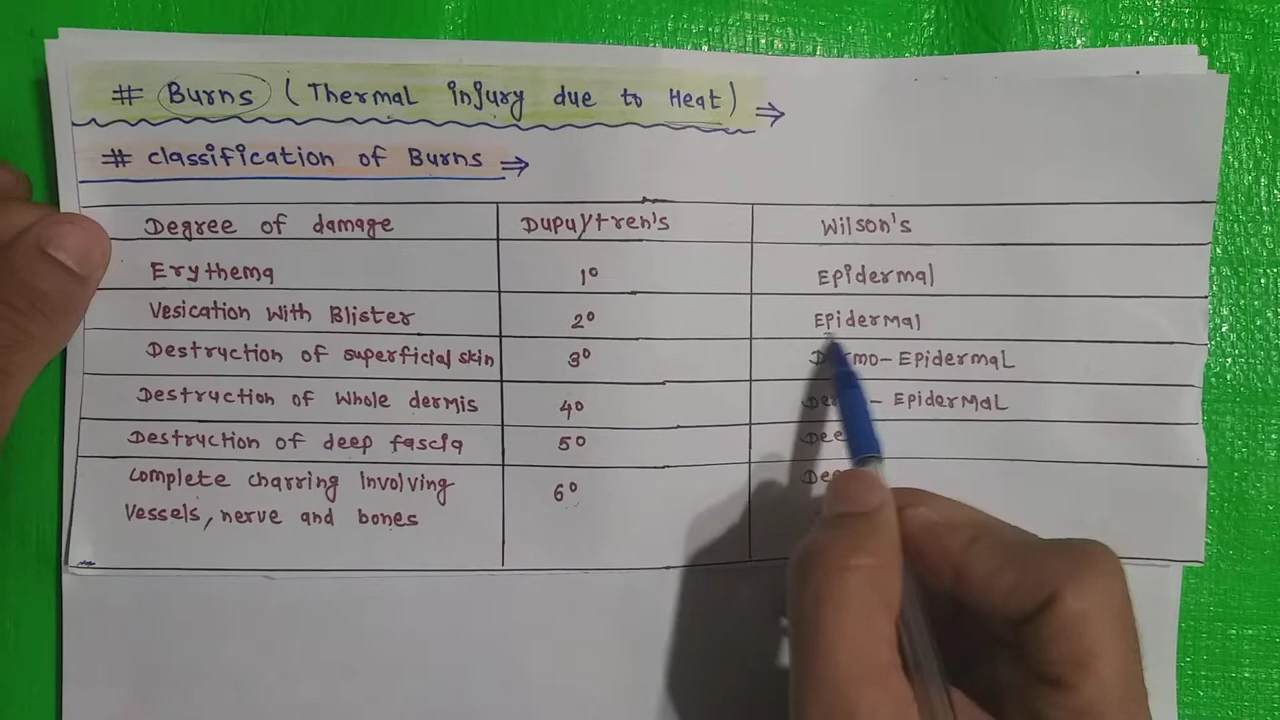 # Burns (Thermal injury due to Heat) ⇒
# classification of Burns ⇒
Degree of damage Dupuytren's Wilson's
Erythema 1° Epidermal
Vesication With Blister 2° Epidermal
Destruction of superficial skin 3° Dermo-Epidermal
Destruction of Whole dermis 4° - Epidermal
Destruction of deep fascia 5°
Complete charring Involving 6°
Vessels, nerve and bones